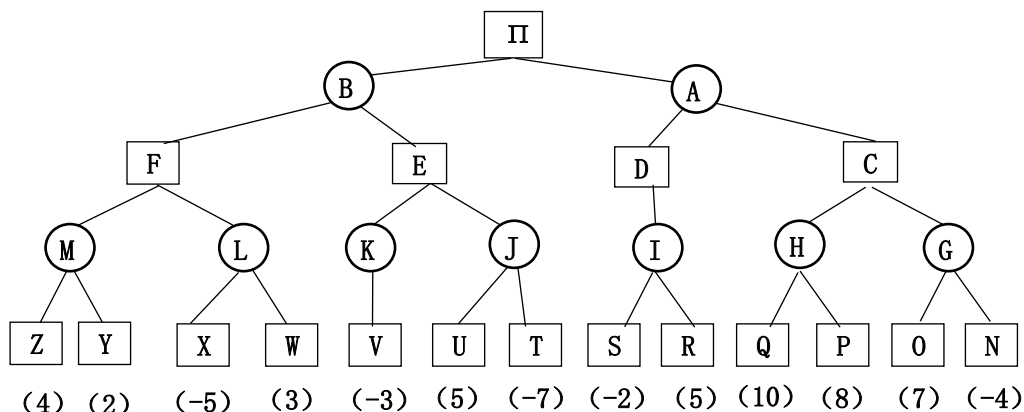 П
B A
F E D C
M L K J I H G
Z Y X W V U T S R Q P O N
(4) (2) (-5) (3) (-3) (5) (-7) (-2) (5) (10) (8) (7) (-4)